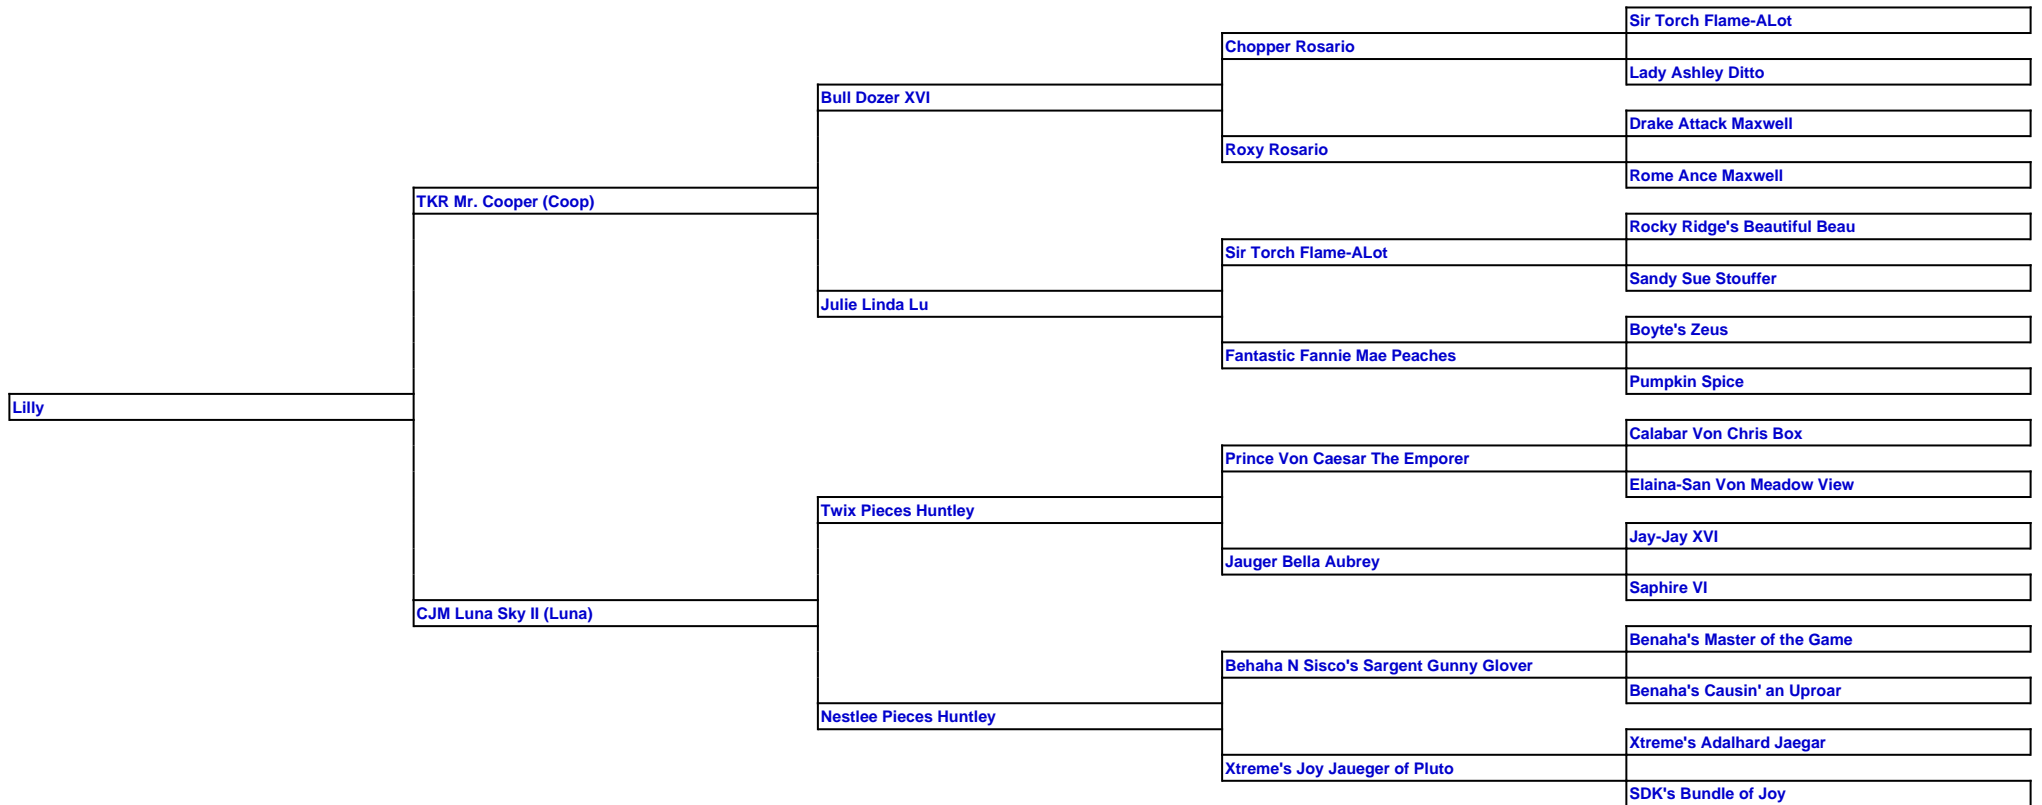 Sir Torch Flame-ALot
Chopper Rosario
Lady Ashley Ditto
Bull Dozer XVI
Drake Attack Maxwell
Roxy Rosario
Rome Ance Maxwell
TKR Mr. Cooper (Coop)
Rocky Ridge's Beautiful Beau
Sir Torch Flame-ALot
Sandy Sue Stouffer
Julie Linda Lu
Boyte's Zeus
Fantastic Fannie Mae Peaches
Pumpkin Spice
Lilly
Calabar Von Chris Box
Prince Von Caesar The Emporer
Elaina-San Von Meadow View
Twix Pieces Huntley
Jay-Jay XVI
Jauger Bella Aubrey
Saphire VI
CJM Luna Sky II (Luna)
Benaha's Master of the Game
Behaha N Sisco's Sargent Gunny Glover
Benaha's Causin' an Uproar
Nestlee Pieces Huntley
Xtreme's Adalhard Jaegar
Xtreme's Joy Jaueger of Pluto
SDK's Bundle of Joy